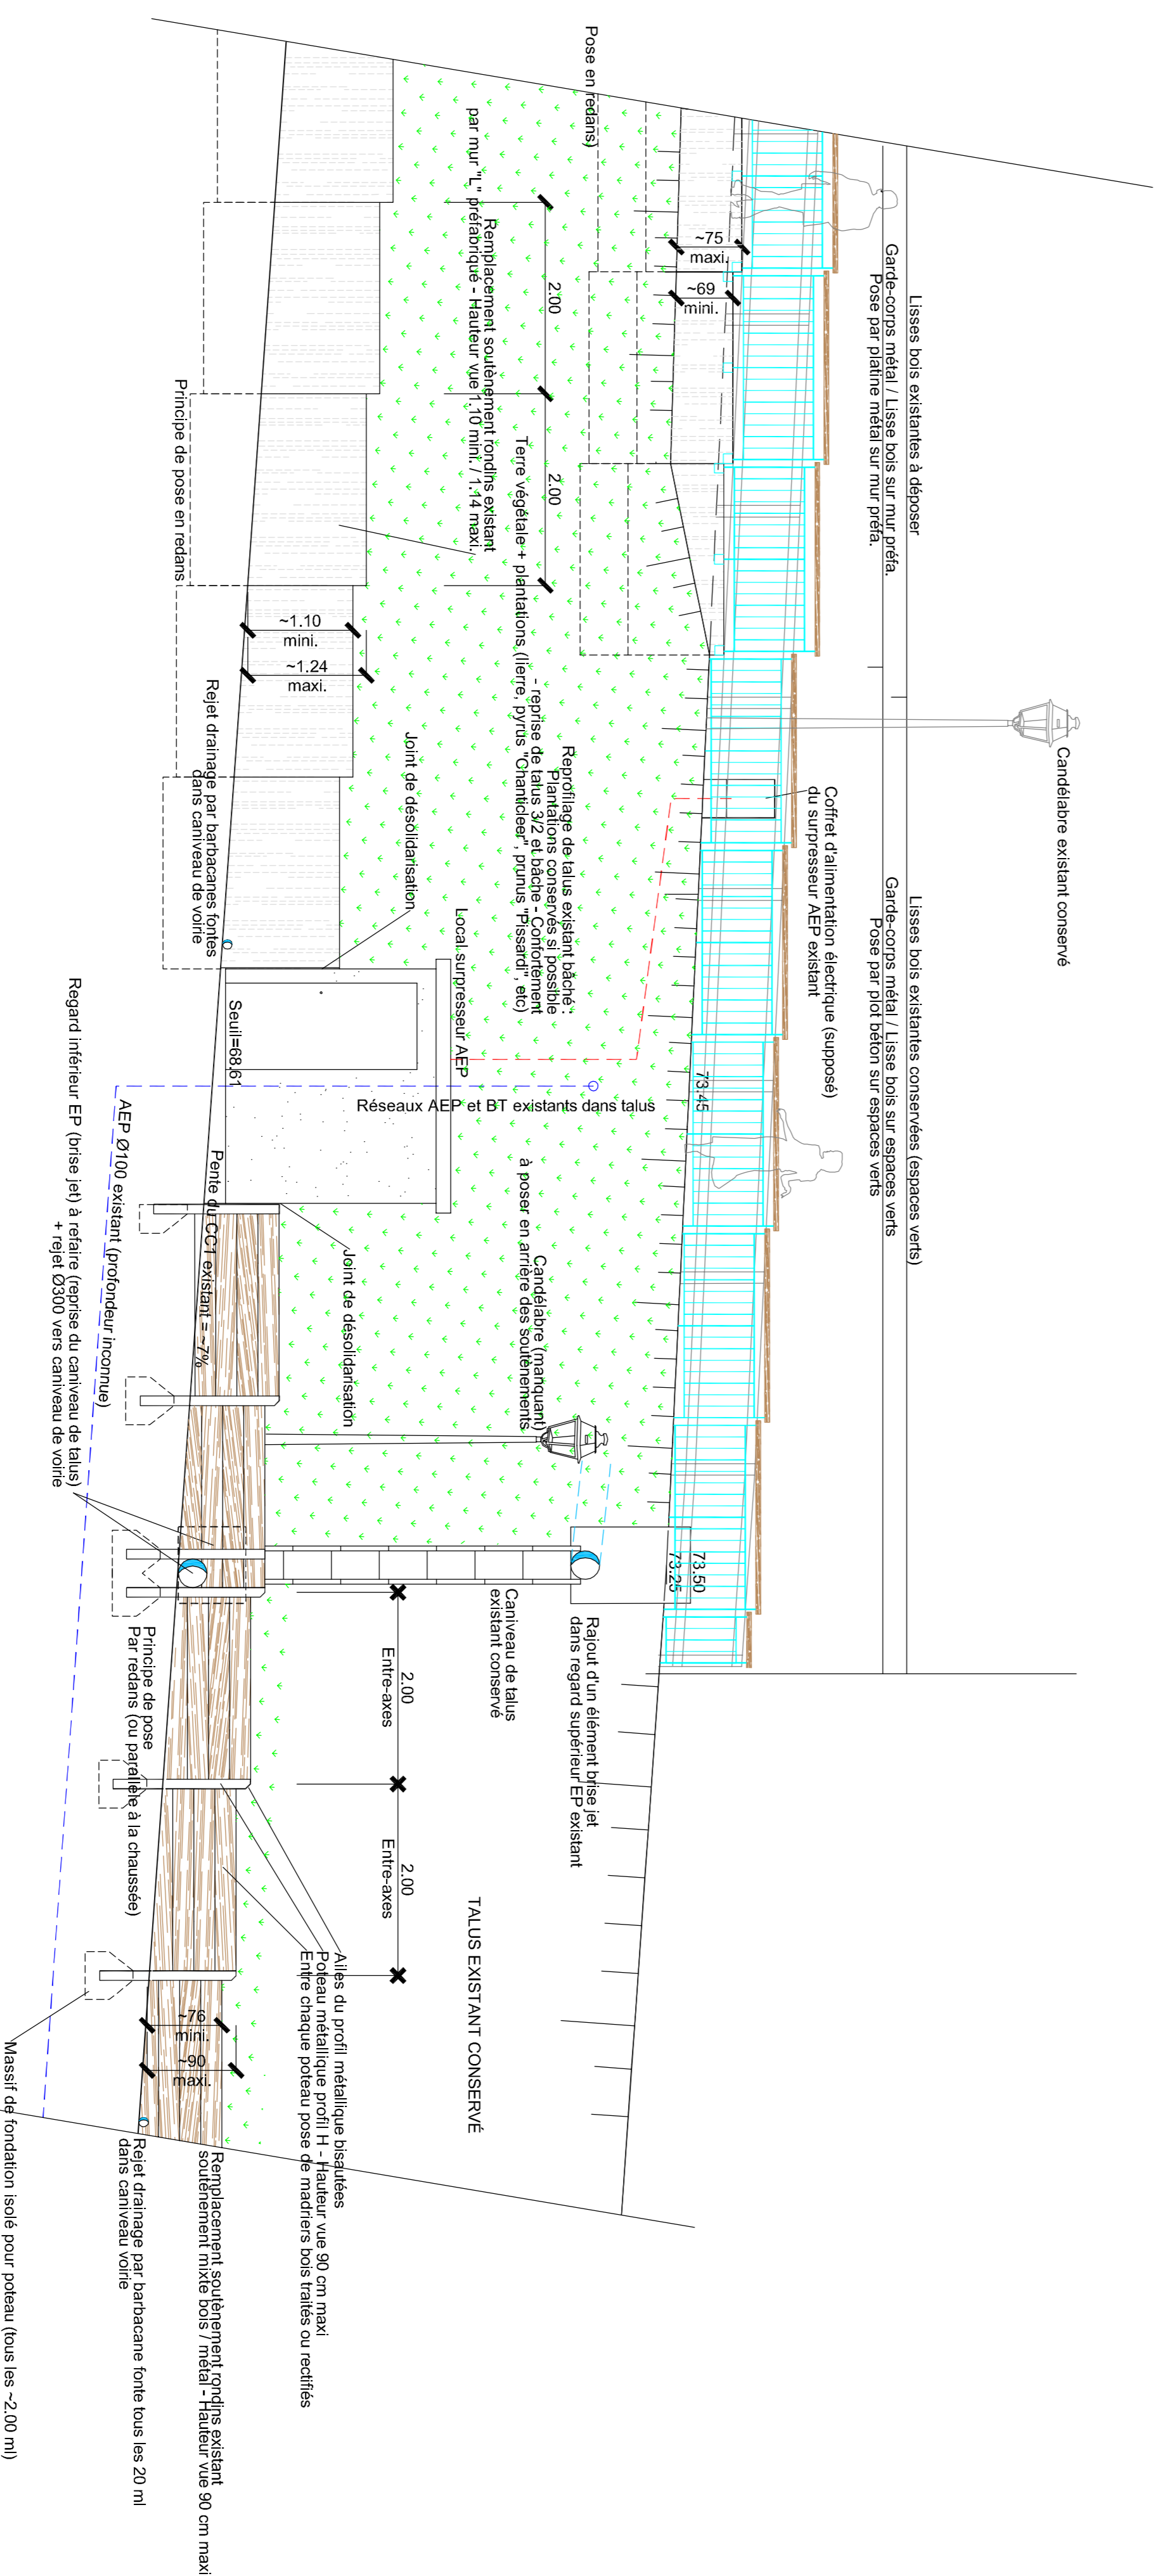 Candélabre existant conservé
Lisses bois existantes à déposer
Garde-corps métal / Lisse bois sur mur préfa.
Pose par platine métal sur mur préfa.
Lisses bois existantes conservées (espaces verts)
Garde-corps métal / Lisse bois sur espaces verts
Pose par plot béton sur espaces verts
Coffret d'alimentation électrique (supposé)
du surpresseur AEP existant
~75
maxi.
~69
mini.
73.45
73.50
73.25
Pose en redans)
2.00
2.00
Reprofilage de talus existant bâché :
Plantations conservés si possible
- reprise de talus 3/2 et bâche - Confortement
Terre végétale + plantations (lierre, pyrus "Chanticleer", prunus "Pissardi", etc)
Remplacement soutènement rondins existant
par mur "L" préfabriqué - Hauteur vue 1.10 mini. / 1.14 maxi.
Réseaux AEP et BT existants dans talus
Candélabre (manquant)
à poser en arrière des soutènements
Rajout d'un élément brise jet
dans regard supérieur EP existant
Caniveau de talus
existant conservé
TALUS EXISTANT CONSERVÉ
Local surpresseur AEP
Joint de désolidarisation
Joint de désolidarisation
2.00
Entre-axes
2.00
Entre-axes
Ailes du profil métallique bisautées
Poteau métallique profil H - Hauteur vue 90 cm maxi
Entre chaque poteau pose de madriers bois traités ou rectifiés
~1.10
mini.
~1.24
maxi.
Seuil=68.61
Pente du CC1 existant = ~7%
Principe de pose en redans
Rejet drainage par barbacanes fontes
dans caniveau de voirie
~76
mini.
~90
maxi.
Remplacement soutènement rondins existant
soutènement mixte bois / métal - Hauteur vue 90 cm maxi
Rejet drainage par barbacane fonte tous les 20 ml
dans caniveau voirie
Principe de pose
Par redans (ou parallèle à la chaussée)
AEP Ø100 existant (profondeur inconnue)
Regard inférieur EP (brise jet) à refaire (reprise du caniveau de talus)
+ rejet Ø300 vers caniveau de voirie
Massif de fondation isolé pour poteau (tous les ~2.00 ml)